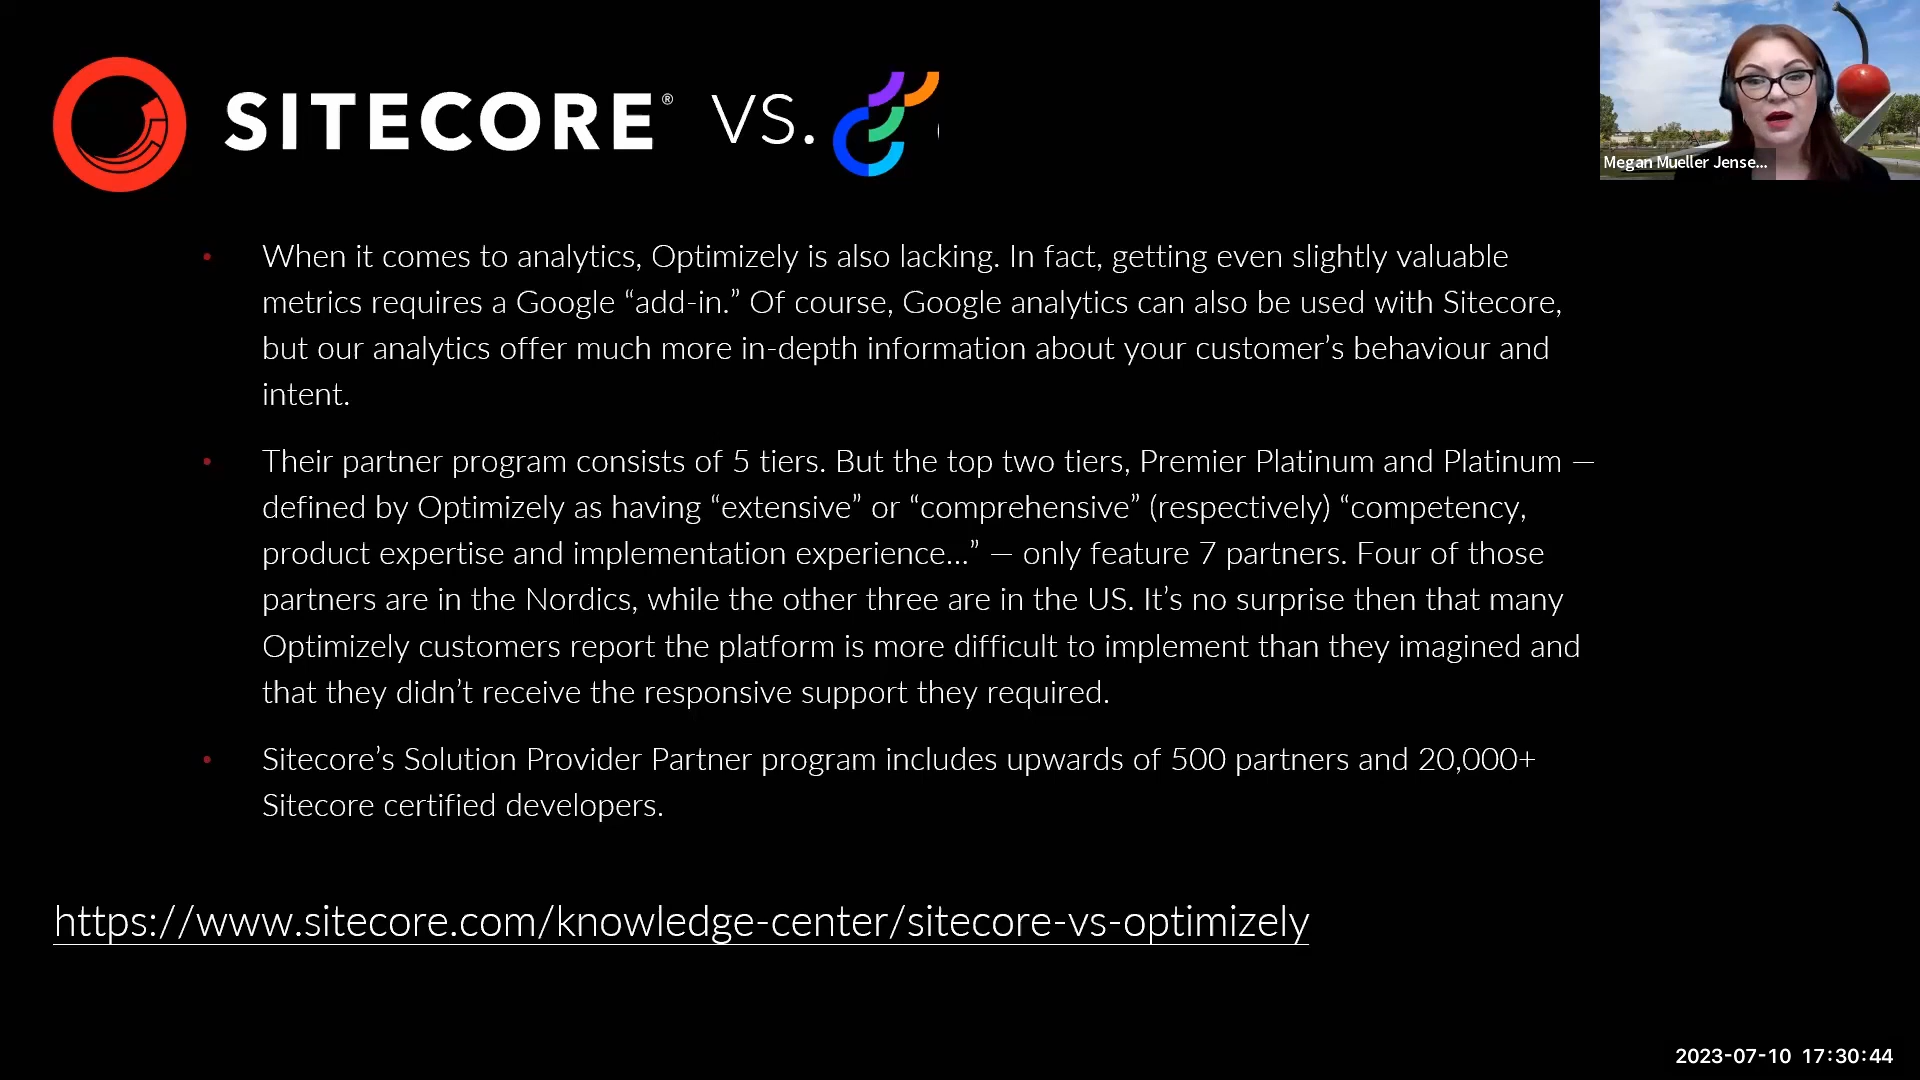 SITECORE® VS.
Megan Mueller Jense...
• When it comes to analytics, Optimizely is also lacking. In fact, getting even slightly valuable
metrics requires a Google “add-in.” Of course, Google analytics can also be used with Sitecore,
but our analytics offer much more in-depth information about your customer’s behaviour and
intent.
• Their partner program consists of 5 tiers. But the top two tiers, Premier Platinum and Platinum —
defined by Optimizely as having “extensive” or “comprehensive” (respectively) “competency,
product expertise and implementation experience...” — only feature 7 partners. Four of those
partners are in the Nordics, while the other three are in the US. It’s no surprise then that many
Optimizely customers report the platform is more difficult to implement than they imagined and
that they didn’t receive the responsive support they required.
• Sitecore’s Solution Provider Partner program includes upwards of 500 partners and 20,000+
Sitecore certified developers.
https://www.sitecore.com/knowledge-center/sitecore-vs-optimizely
2023-07-10 17:30:44